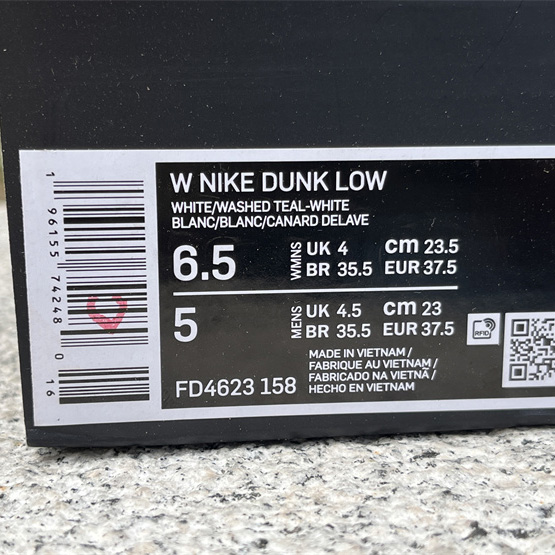 W NIKE DUNK LOW
WHITE/WASHED TEAL-WHITE
BLANC/BLANC/CANARD DELAVE
6.5 WMNS UK 4 cm 23.5
BR 35.5 EUR 37.5
5 MENS UK 4.5 cm 23
BR 35.5 EUR 37.5
MADE IN VIETNAM /
FABRIQUE AU VIETNAM /
FABRICADO NA VIETNÃ /
HECHO EN VIETNAM
FD4623 158
RFID
1 96155 74248 0 16